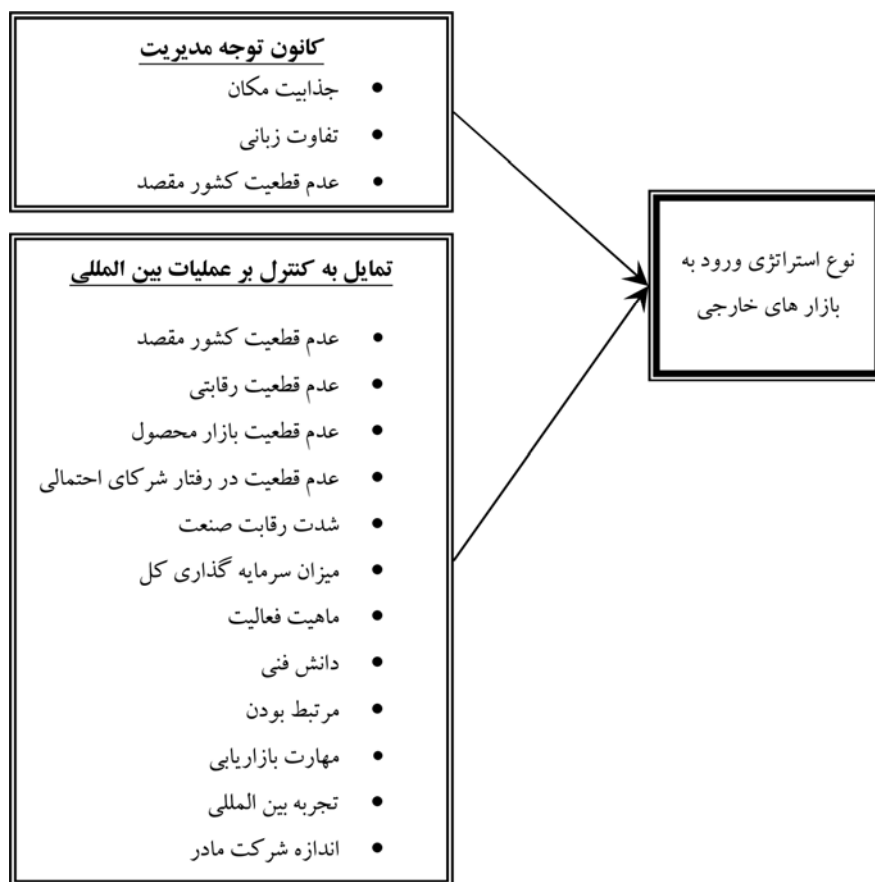 کانون توجه مدیریت
جذابیت مکان
تفاوت زبانی
عدم قطعیت کشور مقصد
تمایل به کنترل بر عملیات بین المللی
عدم قطعیت کشور مقصد
عدم قطعیت رقابتی
عدم قطعیت بازار محصول
عدم قطعیت در رفتار شرکای احتمالی
شدت رقابت صنعت
میزان سرمایه گذاری کل
ماهیت فعالیت
دانش فنی
مرتبط بودن
مهارت بازاریابی
تجربه بین المللی
اندازه شرکت مادر
نوع استراتژی ورود به
بازار های خارجی